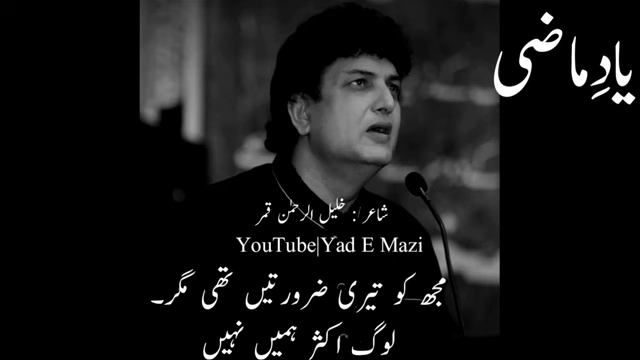 یادِ ماضی
شاعر: خلیل الرحمٰن قمر
YouTube|Yad E Mazi
مجھ کو تیری ضرورتیں تھی مگر۔
لوگ اکثر ہمیں نہیں